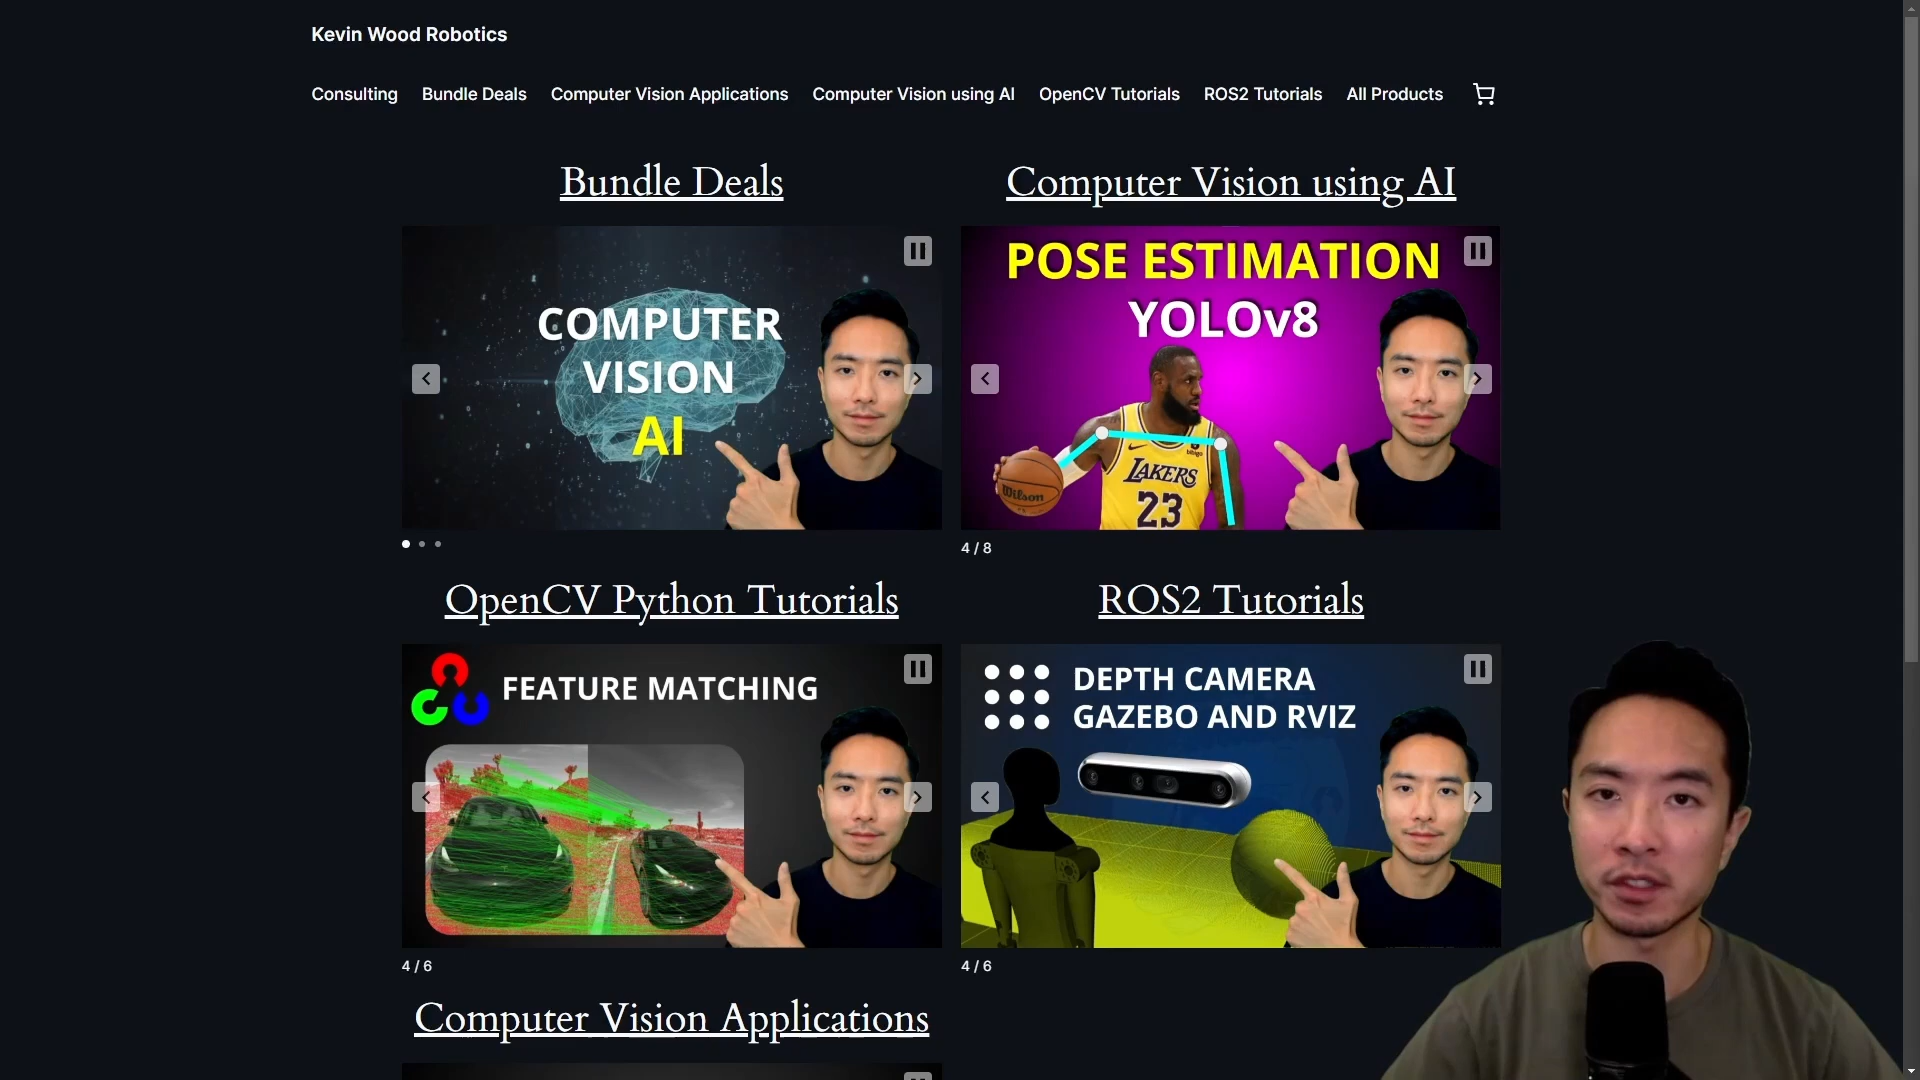 Kevin Wood Robotics
Consulting Bundle Deals Computer Vision Applications Computer Vision using AI OpenCV Tutorials ROS2 Tutorials All Products
Bundle Deals
COMPUTER
VISION
AI
Computer Vision using AI
POSE ESTIMATION
YOLOv8
bibigo
LAKERS
23
Wilson
4 / 8
OpenCV Python Tutorials
FEATURE MATCHING
4 / 6
ROS2 Tutorials
DEPTH CAMERA
GAZEBO AND RVIZ
4 / 6
Computer Vision Applications